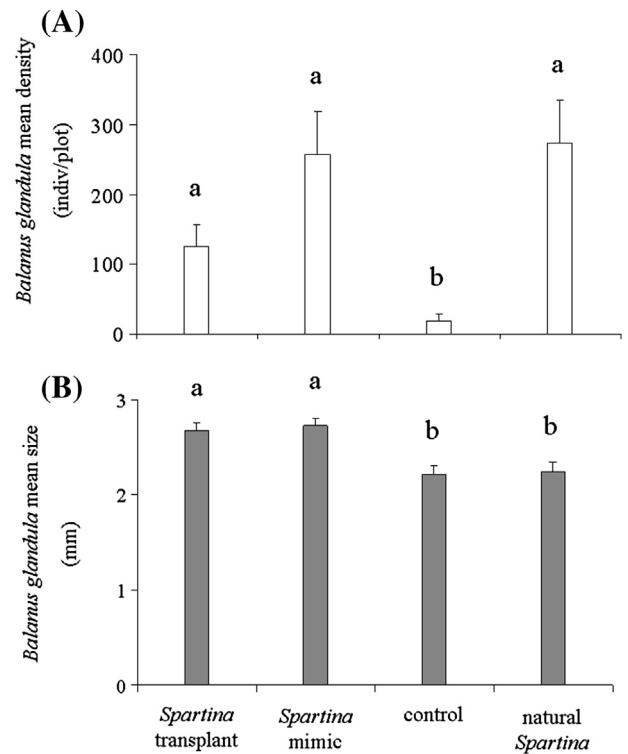 (A)
Balanus glandula mean density
(indiv/plot)
400
300
200
100
0
a
a
b
a
(B)
Balanus glandula mean size
(mm)
3
2
1
0
a
a
b
b
Spartina
transplant
Spartina
mimic
control
natural
Spartina